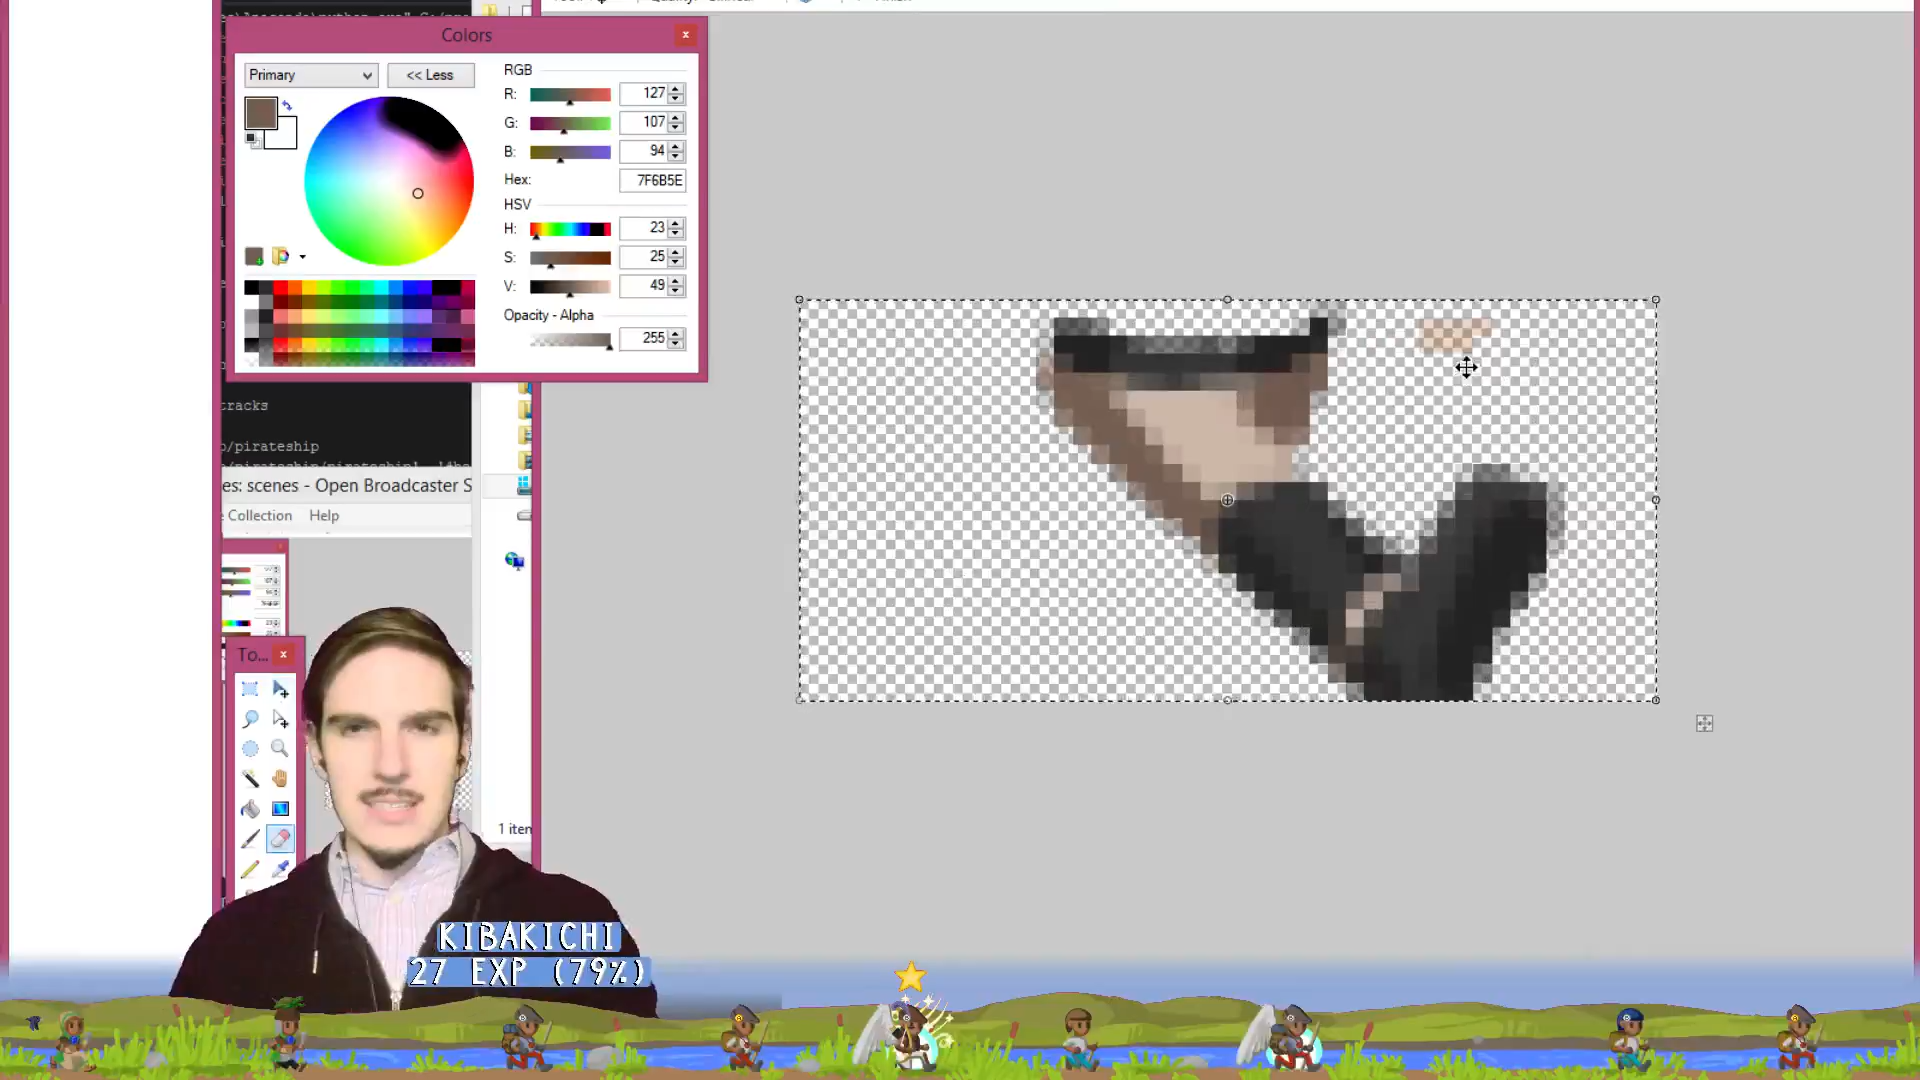 Colors
Primary
<< Less
RGB
R:
127
G:
107
B:
94
Hex:
7F6B5E
HSV
H:
23
S:
25
V:
49
Opacity - Alpha
255
tracks
o/pirateship
es: scenes - Open Broadcaster S
Collection Help
To...
1 iten
KIBAKICHI
27 EXP (79%)